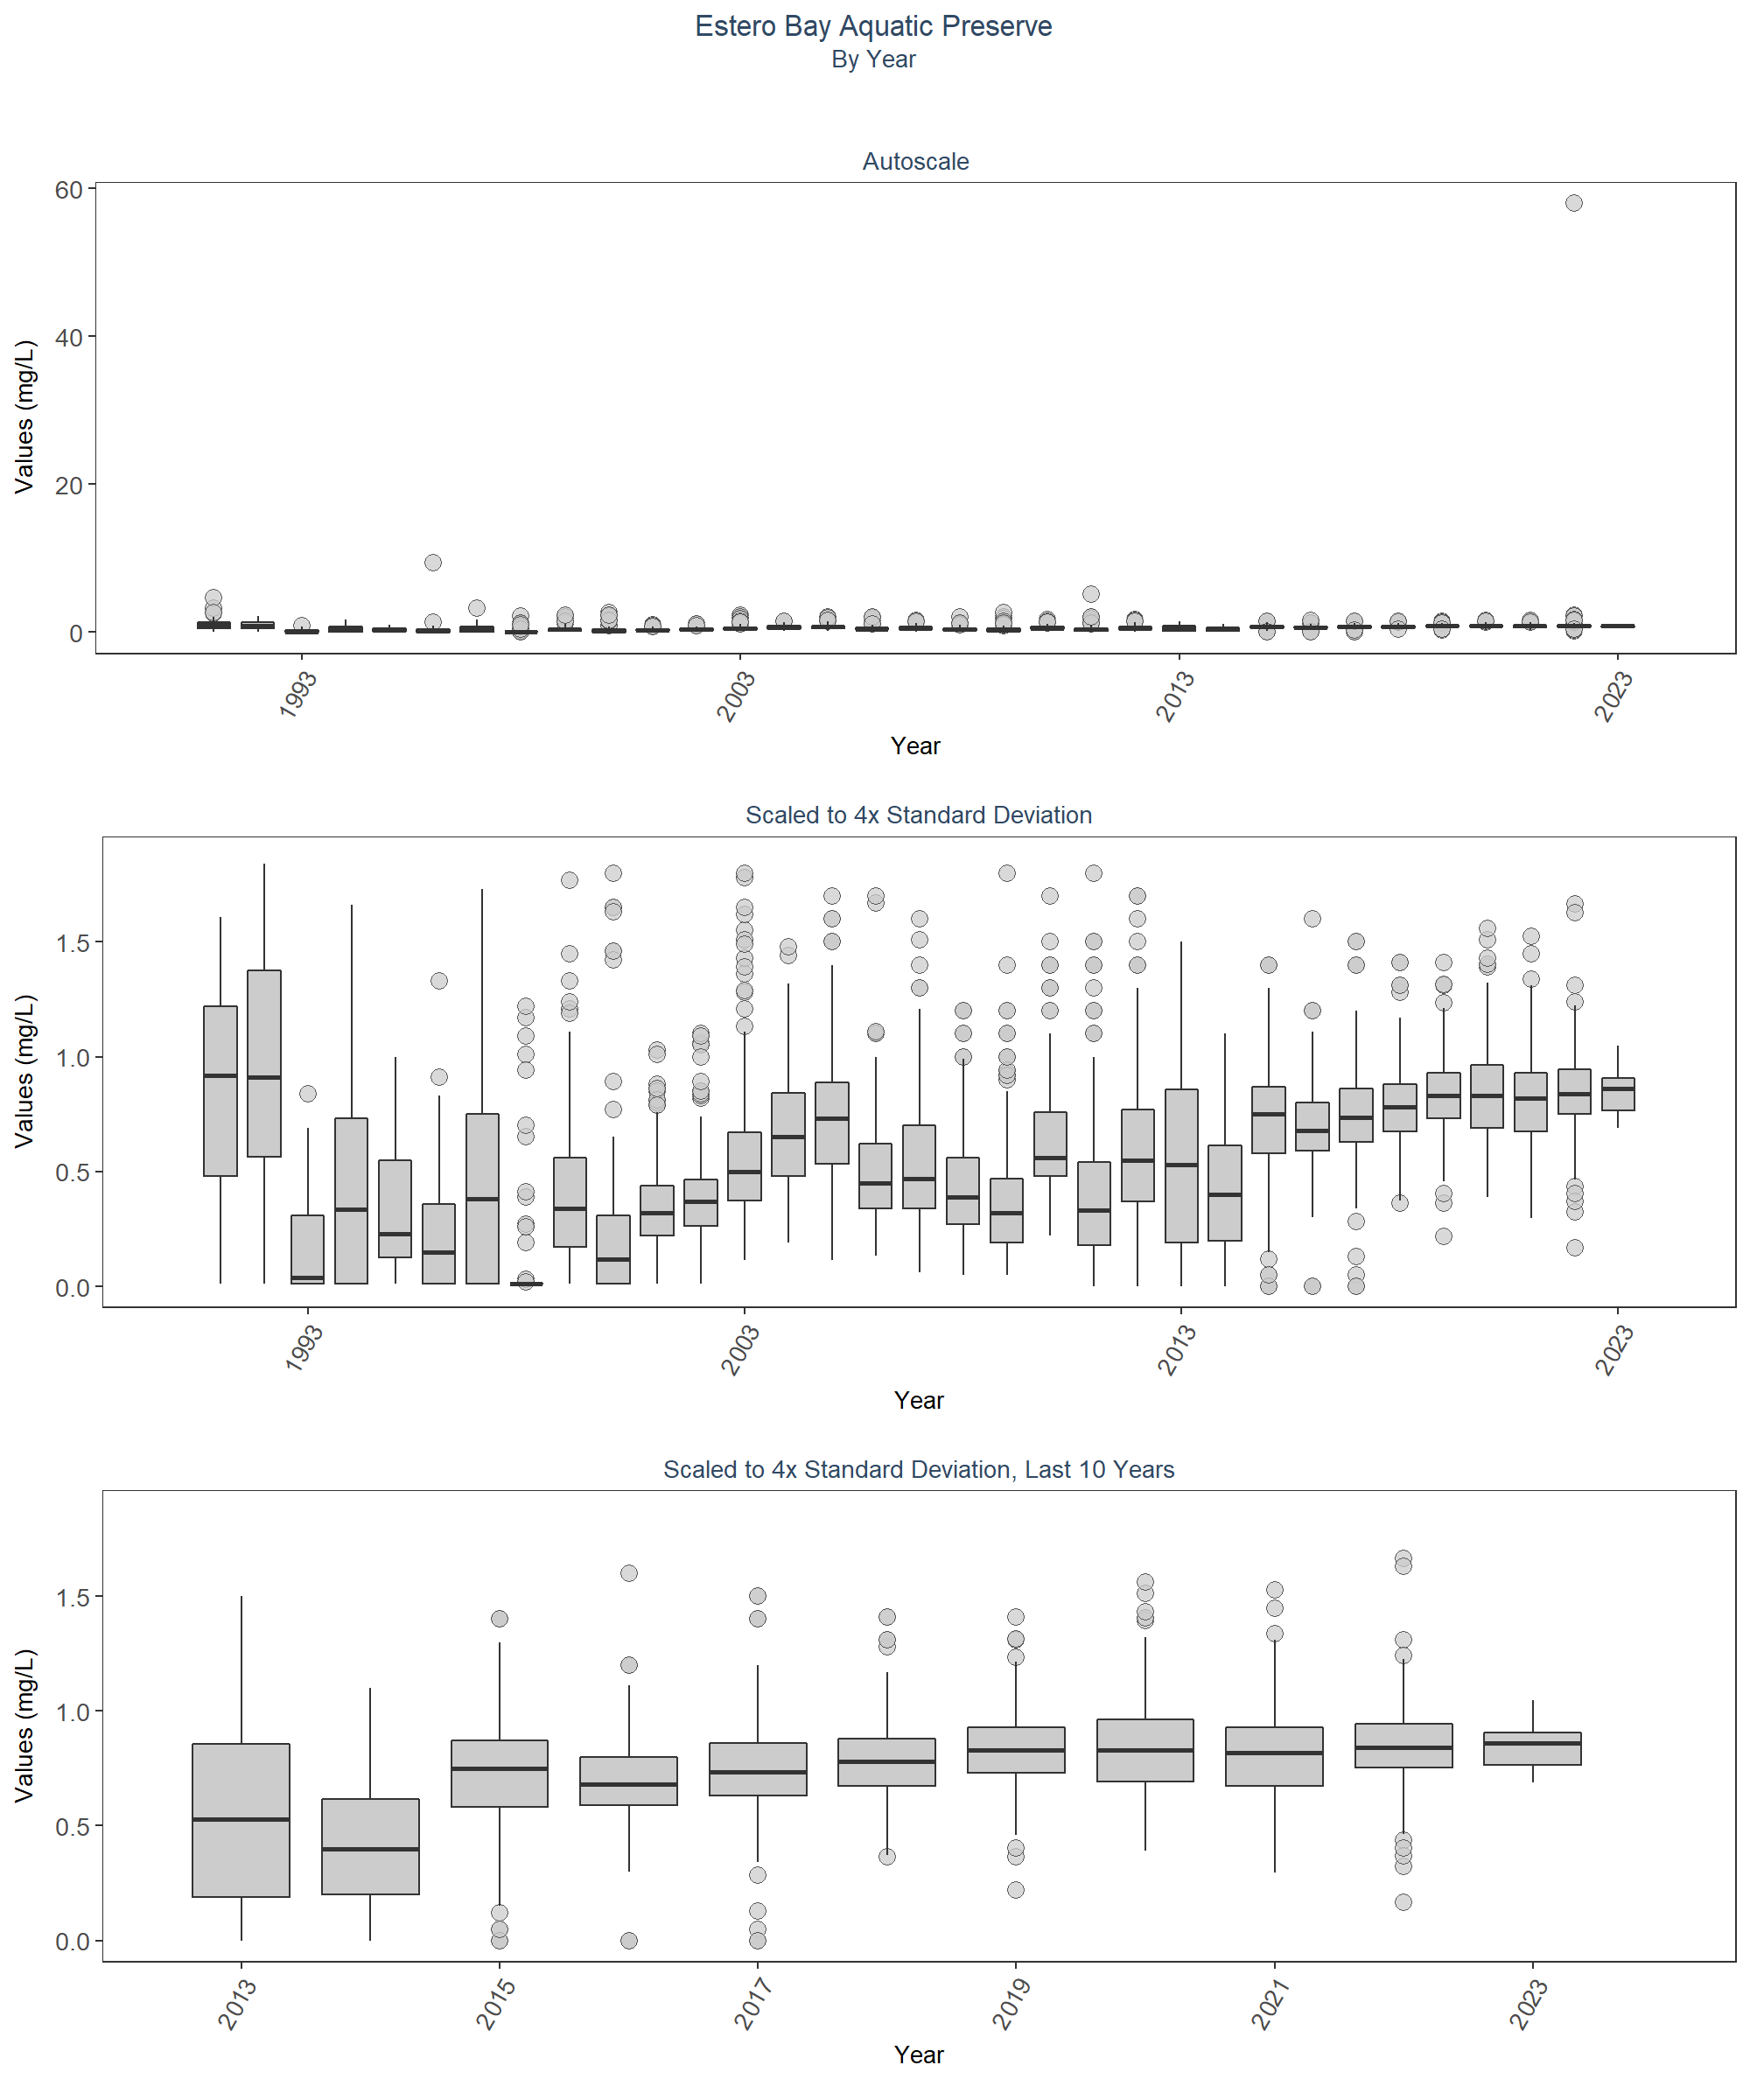 Estero Bay Aquatic Preserve
By Year
Autoscale
Values (mg/L)
60
40
20
0
1993
2003
2013
2023
Year
Scaled to 4x Standard Deviation
Values (mg/L)
1.5
1.0
0.5
0.0
1993
2003
2013
2023
Year
Scaled to 4x Standard Deviation, Last 10 Years
Values (mg/L)
1.5
1.0
0.5
0.0
2013
2015
2017
2019
2021
2023
Year